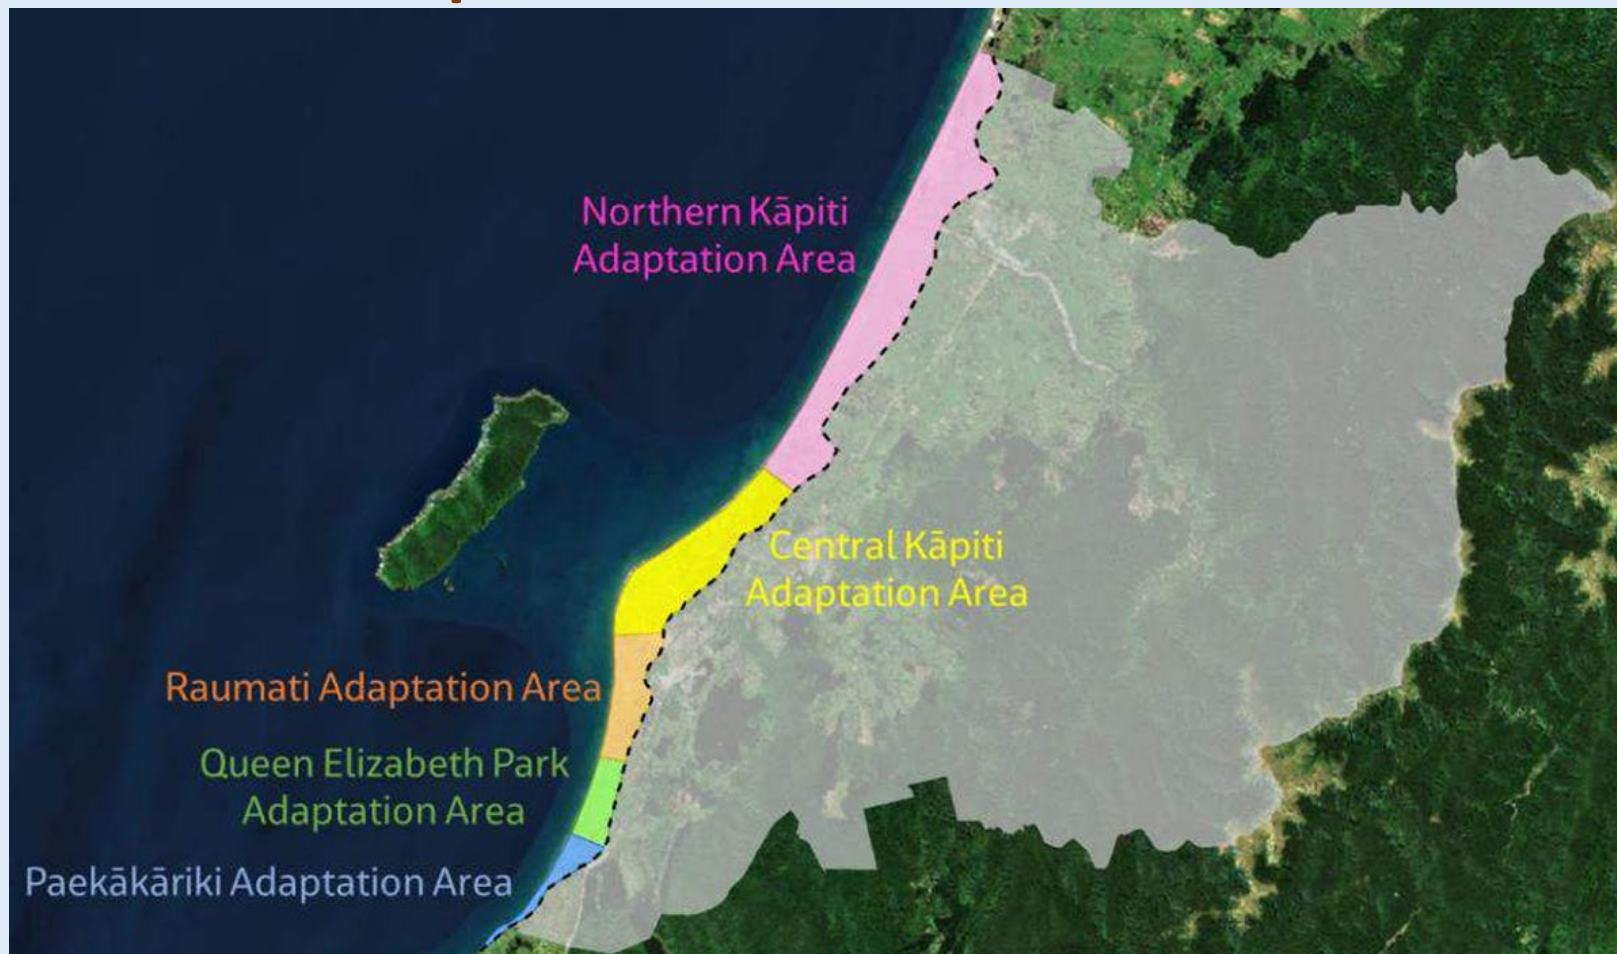 Northern Kāpiti
Adaptation Area
Central Kāpiti
Adaptation Area
Raumati Adaptation Area
Queen Elizabeth Park
Adaptation Area
Paekākāriki Adaptation Area